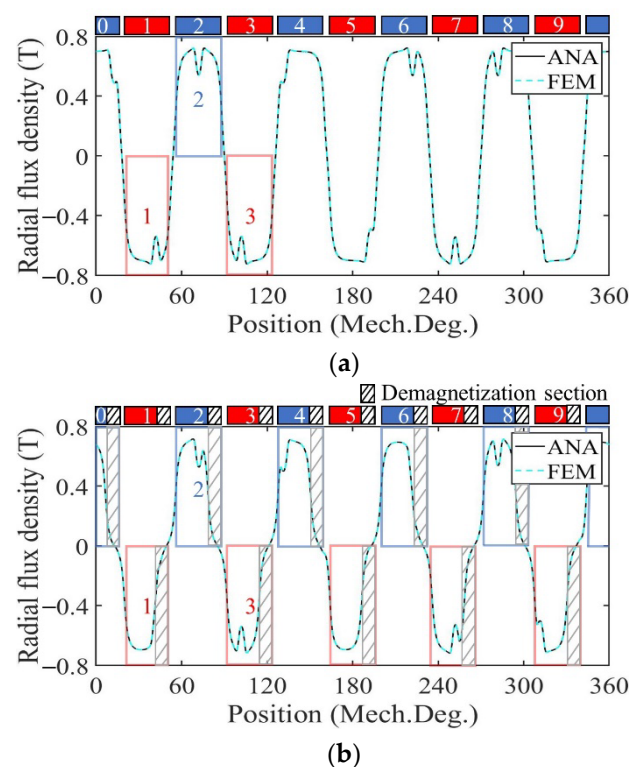 0 1 2 3 4 5 6 7 8 9
0.8
0.4
0
−0.4
−0.8
Radial flux density (T)
ANA
FEM
2
1
3
0 60 120 180 240 300 360
Position (Mech.Deg.)
(a)
Demagnetization section
0 1 2 3 4 5 6 7 8 9
0.8
0.4
0
−0.4
−0.8
Radial flux density (T)
ANA
FEM
2
1
3
0 60 120 180 240 300 360
Position (Mech.Deg.)
(b)